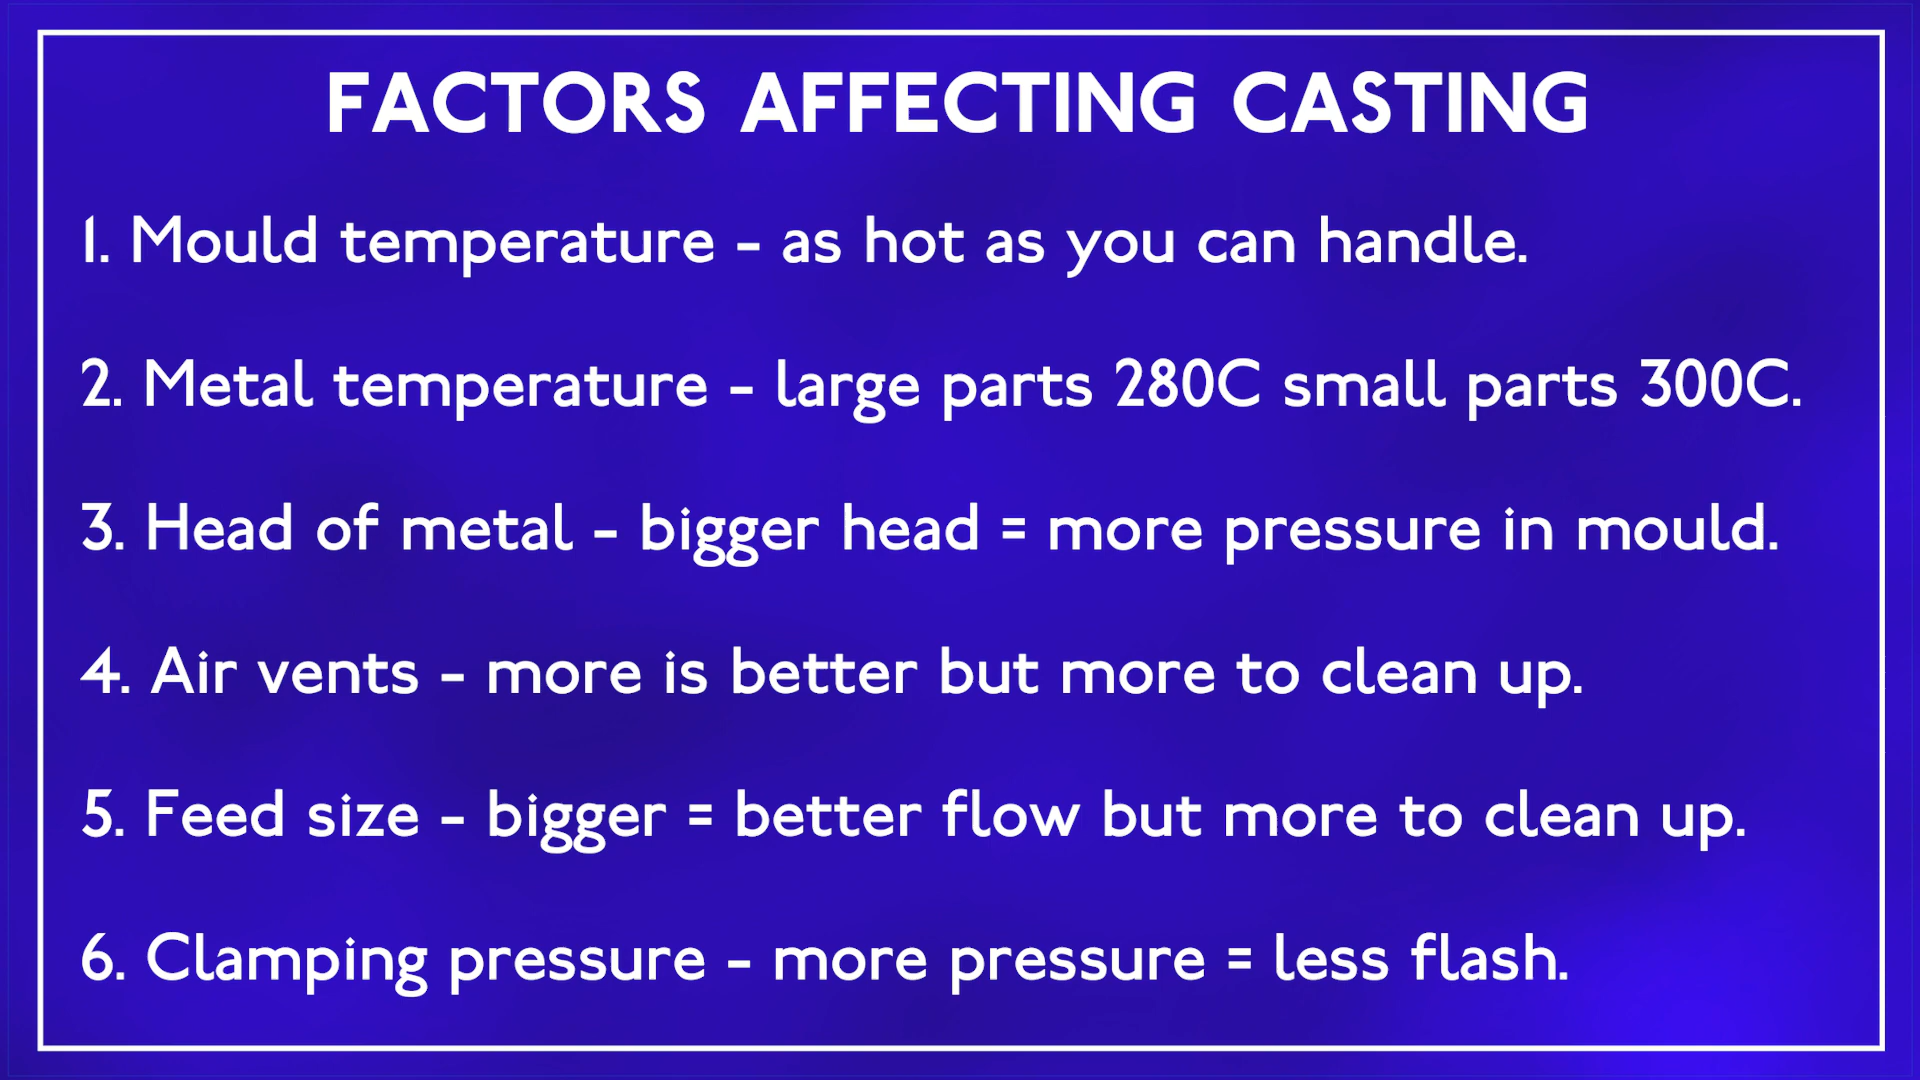 FACTORS AFFECTING CASTING
1. Mould temperature - as hot as you can handle.
2. Metal temperature - large parts 280C small parts 300C.
3. Head of metal - bigger head = more pressure in mould.
4. Air vents - more is better but more to clean up.
5. Feed size - bigger = better flow but more to clean up.
6. Clamping pressure - more pressure = less flash.